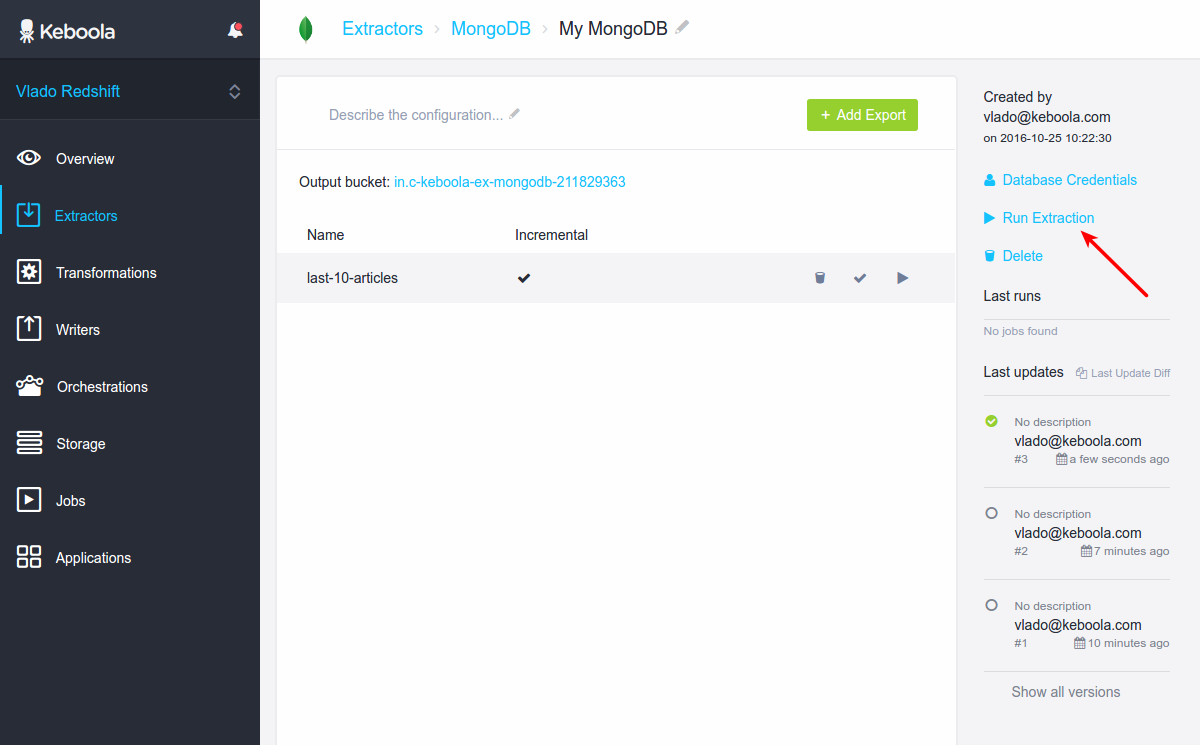 Keboola
Vlado Redshift
Overview
Extractors
Transformations
Writers
Orchestrations
Storage
Jobs
Applications
Extractors › MongoDB › My MongoDB
Describe the configuration...
+ Add Export
Output bucket: in.c-keboola-ex-mongodb-211829363
Name Incremental
last-10-articles
Created by
vlado@keboola.com
on 2016-10-25 10:22:30
Database Credentials
Run Extraction
Delete
Last runs
No jobs found
Last updates Last Update Diff
No description
vlado@keboola.com
#3 a few seconds ago
No description
vlado@keboola.com
#2 7 minutes ago
No description
vlado@keboola.com
#1 10 minutes ago
Show all versions